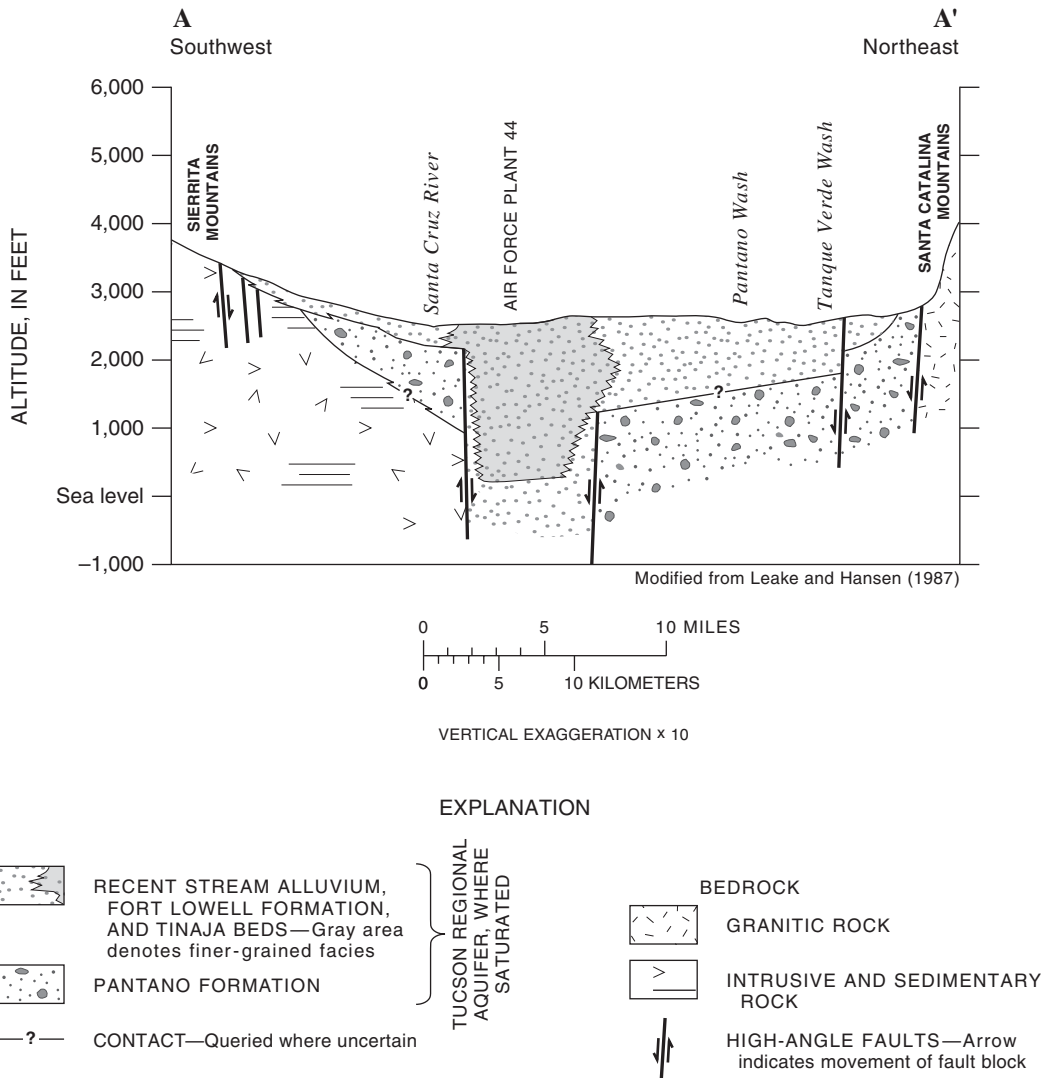 A
A'
Southwest
Northeast
ALTITUDE, IN FEET
6,000
5,000
4,000
3,000
2,000
1,000
Sea level
–1,000
SIERRITA
MOUNTAINS
Santa Cruz River
AIR FORCE PLANT 44
Pantano Wash
Tanque Verde Wash
SANTA CATALINA
MOUNTAINS
?
?
Modified from Leake and Hansen (1987)
0 5 10 MILES
0 5 10 KILOMETERS
VERTICAL EXAGGERATION x 10
EXPLANATION
RECENT STREAM ALLUVIUM,
FORT LOWELL FORMATION,
AND TINAJA BEDS—Gray area
denotes finer-grained facies
PANTANO FORMATION
?
CONTACT—Queried where uncertain
TUCSON REGIONAL
AQUIFER, WHERE
SATURATED
BEDROCK
GRANITIC ROCK
INTRUSIVE AND SEDIMENTARY
ROCK
HIGH-ANGLE FAULTS—Arrow
indicates movement of fault block